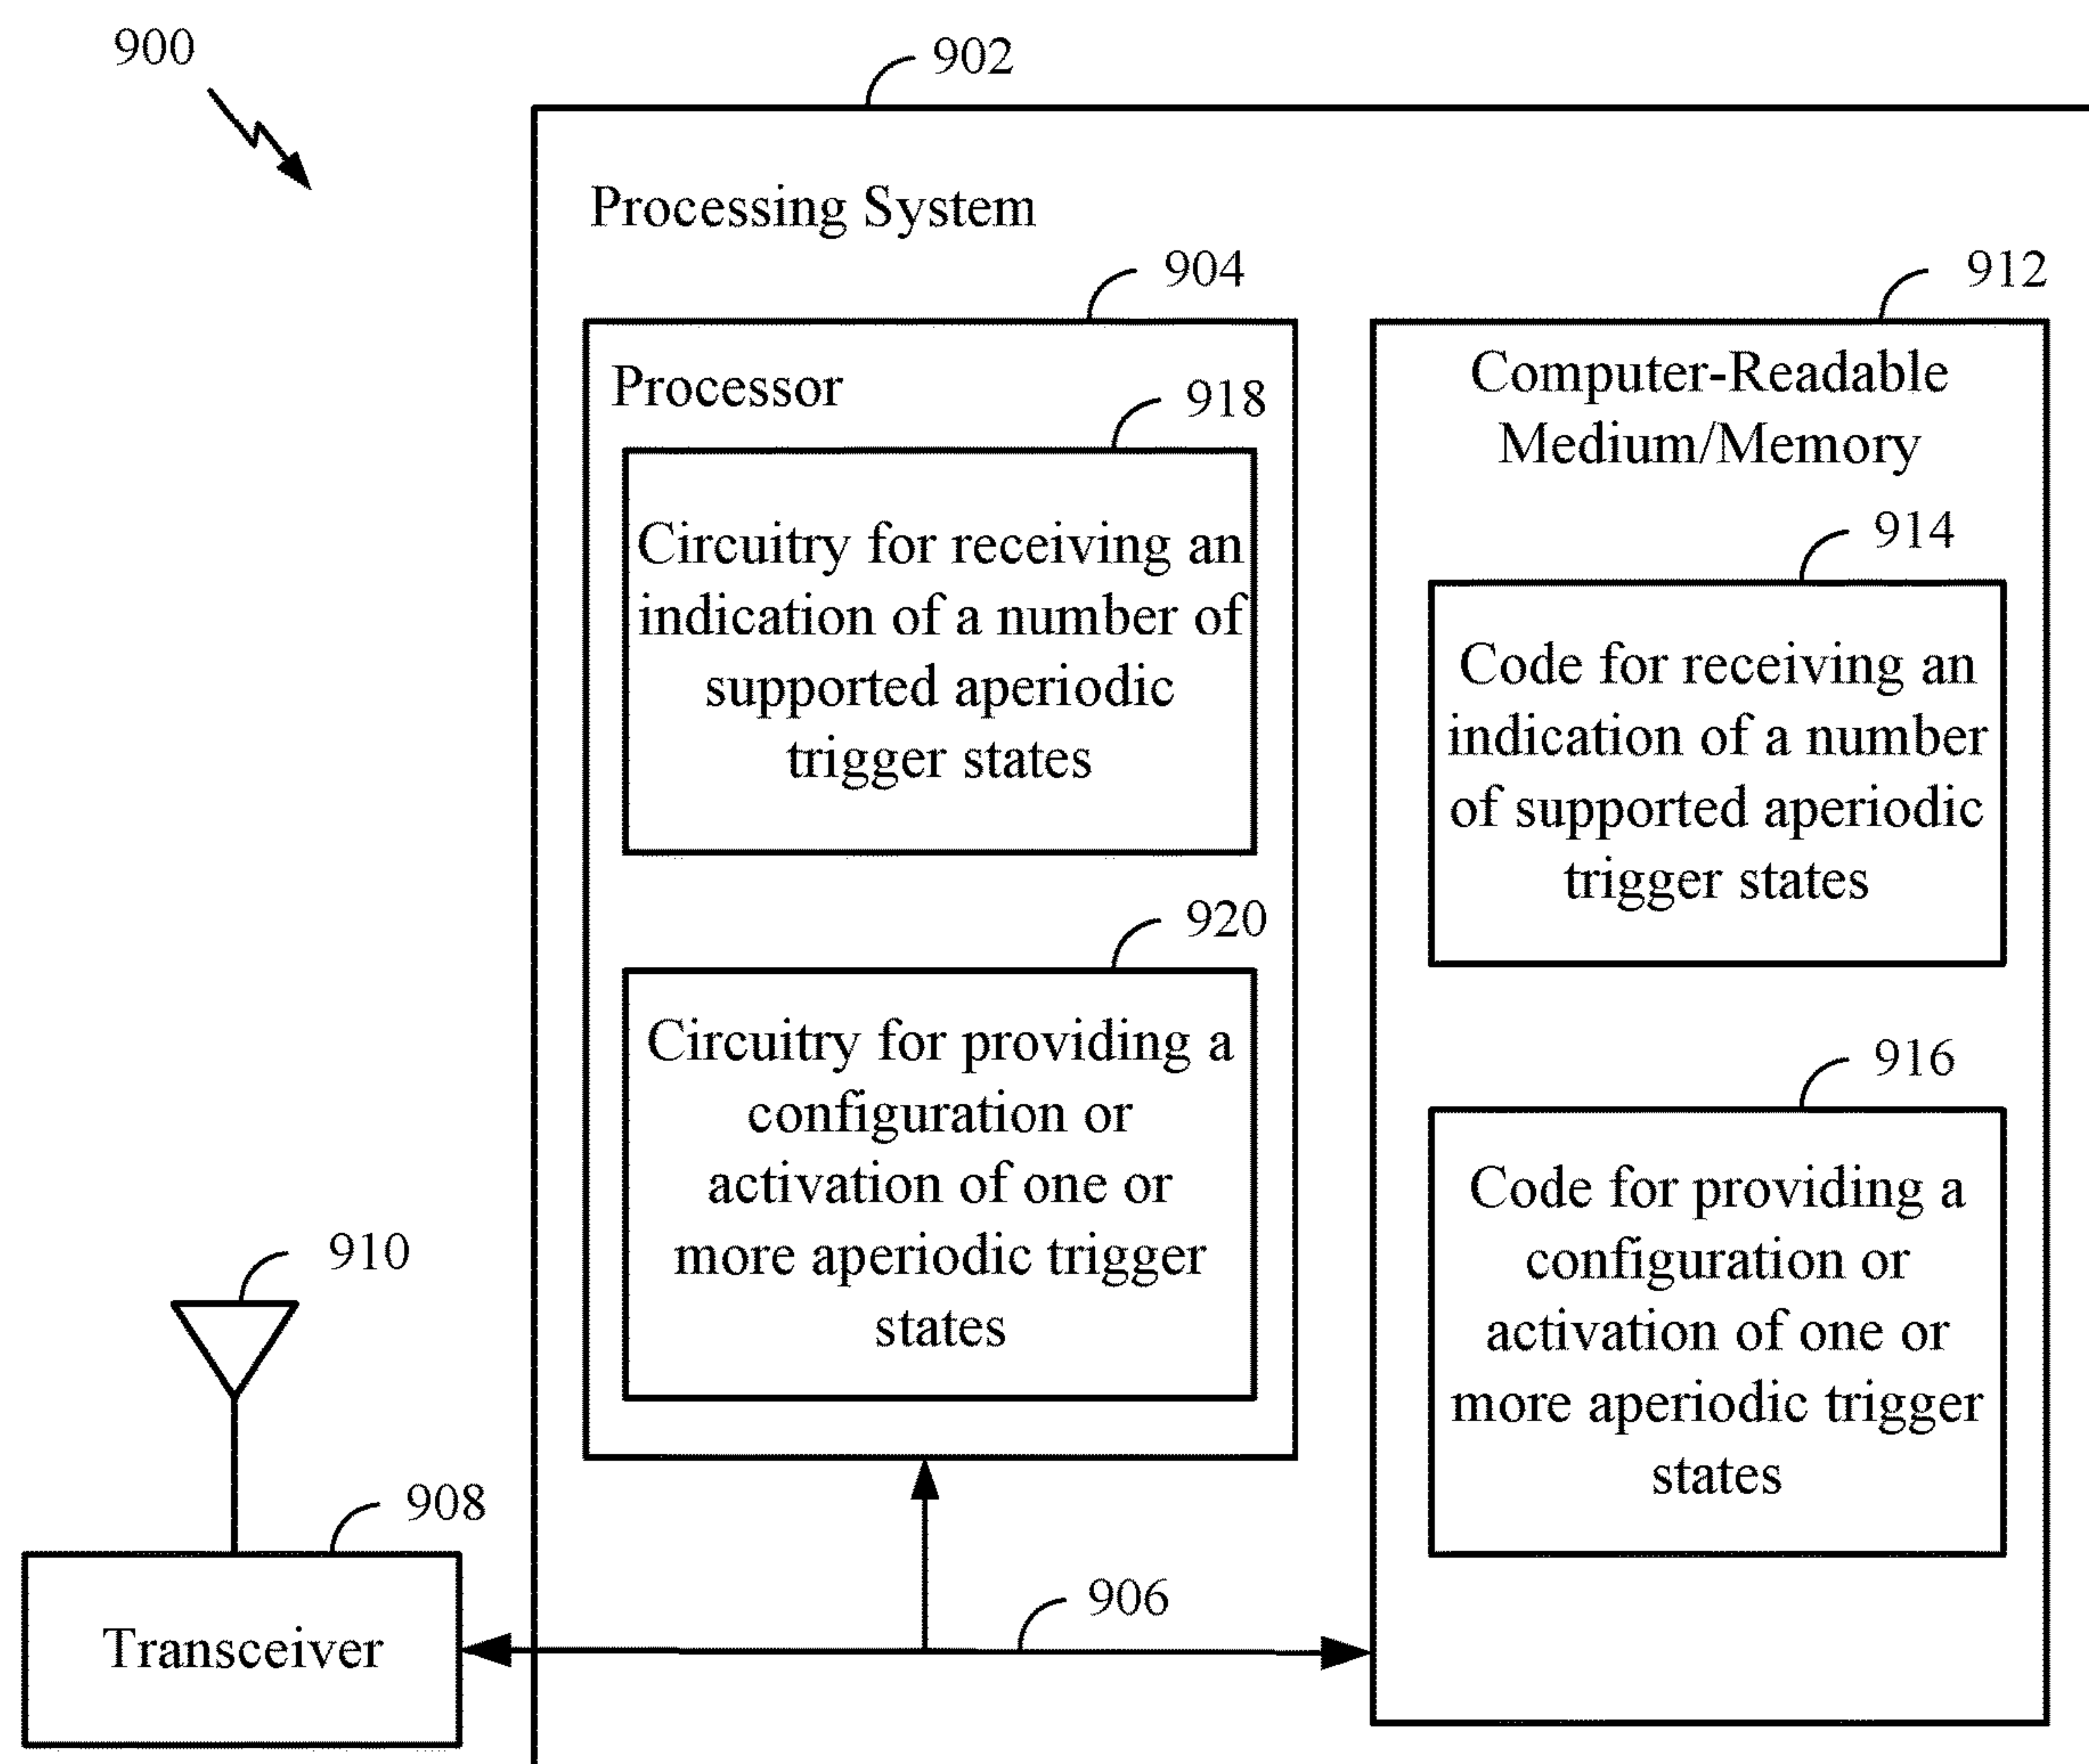 900
902
Processing System
904
912
Processor
918
Computer-Readable
Medium/Memory
Circuitry for receiving an
indication of a number of
supported aperiodic
trigger states
914
Code for receiving an
indication of a number
of supported aperiodic
trigger states
920
Circuitry for providing a
configuration or
activation of one or
more aperiodic trigger
states
916
Code for providing a
configuration or
activation of one or
more aperiodic trigger
states
910
908
Transceiver
906